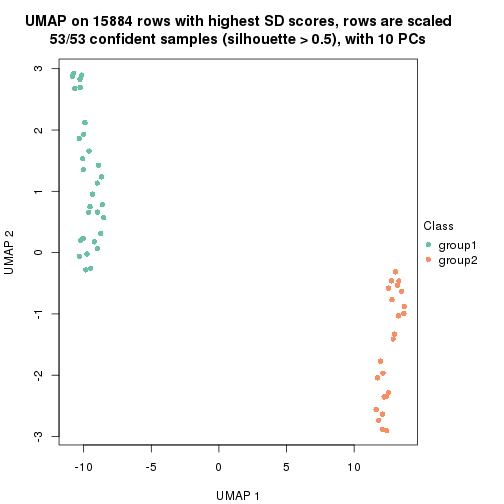 UMAP on 15884 rows with highest SD scores, rows are scaled
53/53 confident samples (silhouette > 0.5), with 10 PCs
3
2
1
0
-1
-2
-3
UMAP 2
-10
-5
0
5
10
UMAP 1
Class
group1
group2